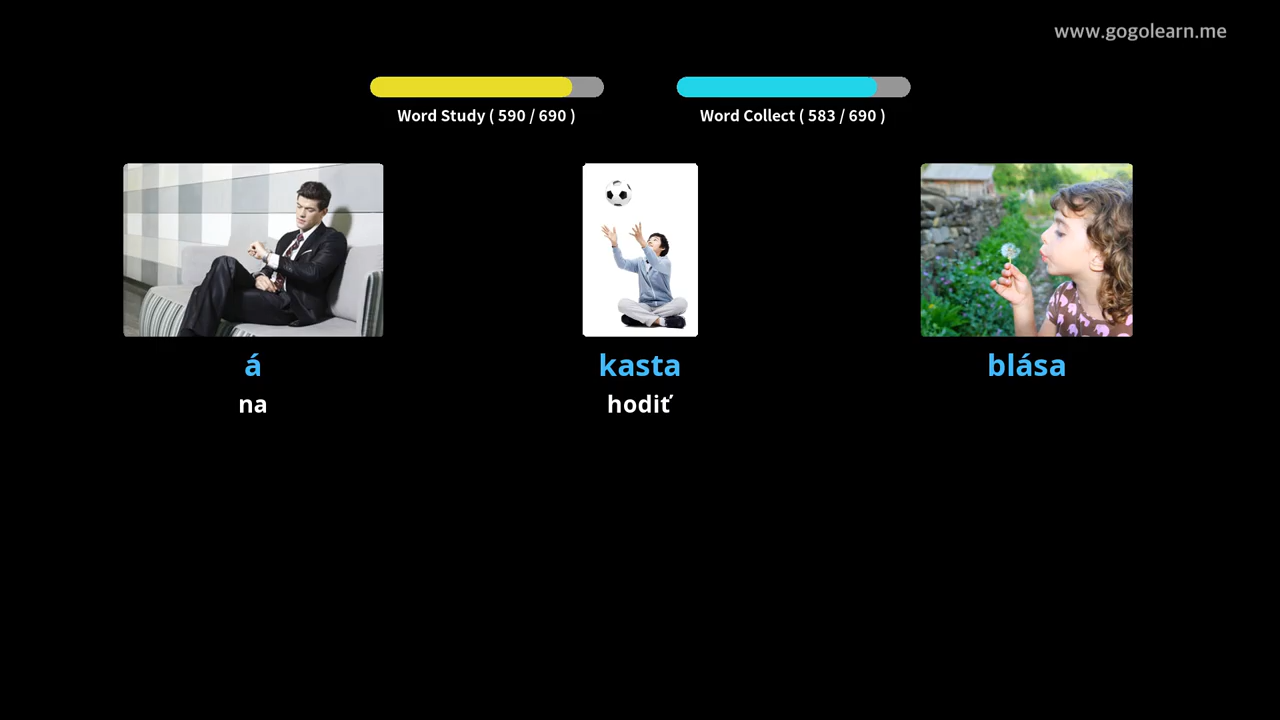 www.gogolearn.me
Word Study ( 590 / 690 )
Word Collect ( 583 / 690 )
á
kasta
blása
na
hodiť